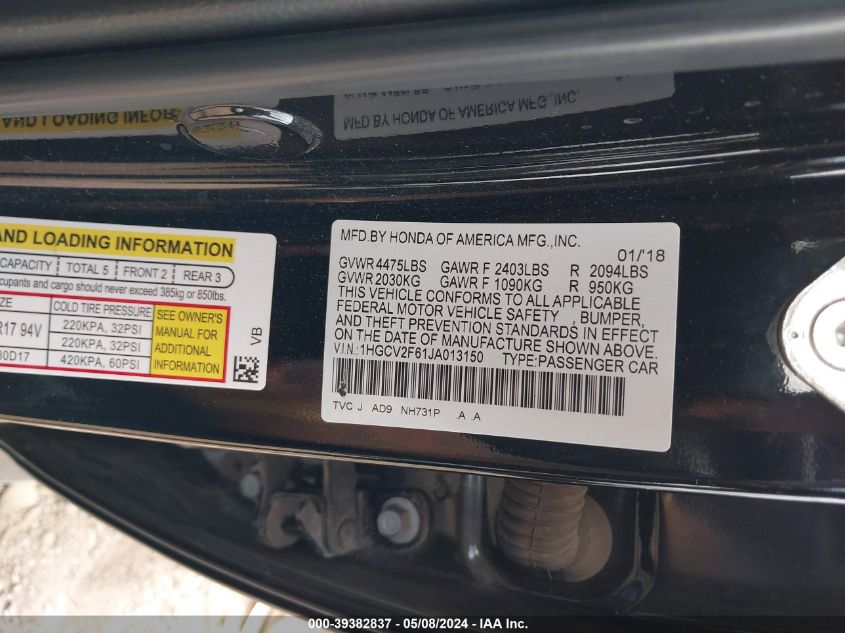 MFD.BY HONDA OF AMERICA MFG.,INC.
AND LOADING INFOR
AND LOADING INFORMATION
CAPACITY TOTAL 5 FRONT 2 REAR 3
cupants and cargo should never exceed 385kg or 850lbs.
ZE COLD TIRE PRESSURE
R17 94V 220KPA, 32PSI
220KPA, 32PSI
80D17 420KPA, 60PSI
SEE OWNER'S
MANUAL FOR
ADDITIONAL
INFORMATION
VB
MFD.BY HONDA OF AMERICA MFG.,INC.
01/'18
GVWR 4475LBS GAWR F 2403LBS R 2094LBS
GVWR 2030KG GAWR F 1090KG R 950KG
THIS VEHICLE CONFORMS TO ALL APPLICABLE
FEDERAL MOTOR VEHICLE SAFETY , BUMPER,
AND THEFT PREVENTION STANDARDS IN EFFECT
ON THE DATE OF MANUFACTURE SHOWN ABOVE.
V.I.N.:1HGCV2F61JA013150 TYPE:PASSENGER CAR
TVC J AD9 NH731P .A .A
000-39382837 - 05/08/2024 - IAA Inc.